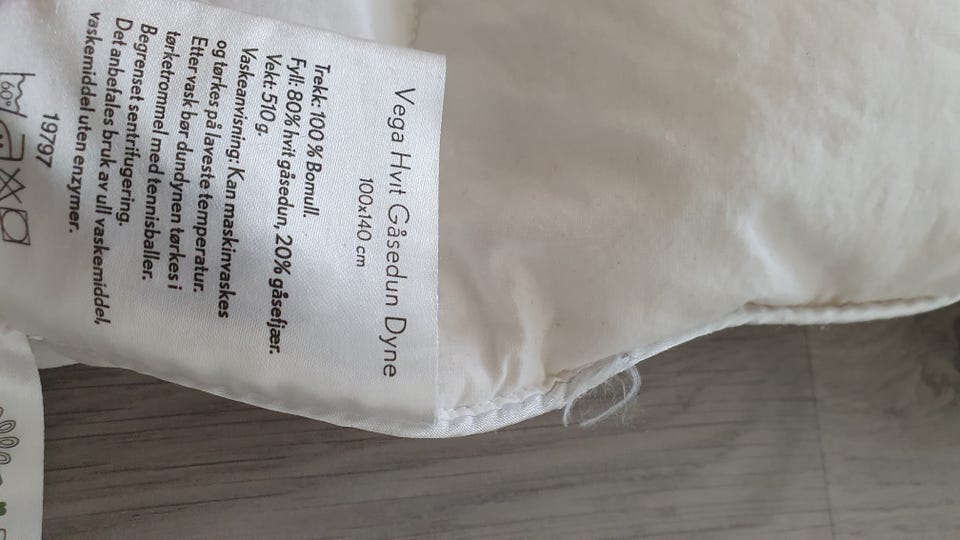 Vega Hvit Gåsedun Dyne
100x140 cm
Trekk: 100 % Bomull.
Fyll: 80% hvit gåsedun, 20% gåsefjær.
Vekt: 510 g.
Vaskeanvisning: Kan maskinvaskes
og tørkes på laveste temperatur.
Etter vask bør dundynen tørkes i
tørketrommel med tennisballer.
Begrenset sentrifugering.
Det anbefales bruk av ull vaskemiddel,
vaskemiddel uten enzymer.
19797
60°